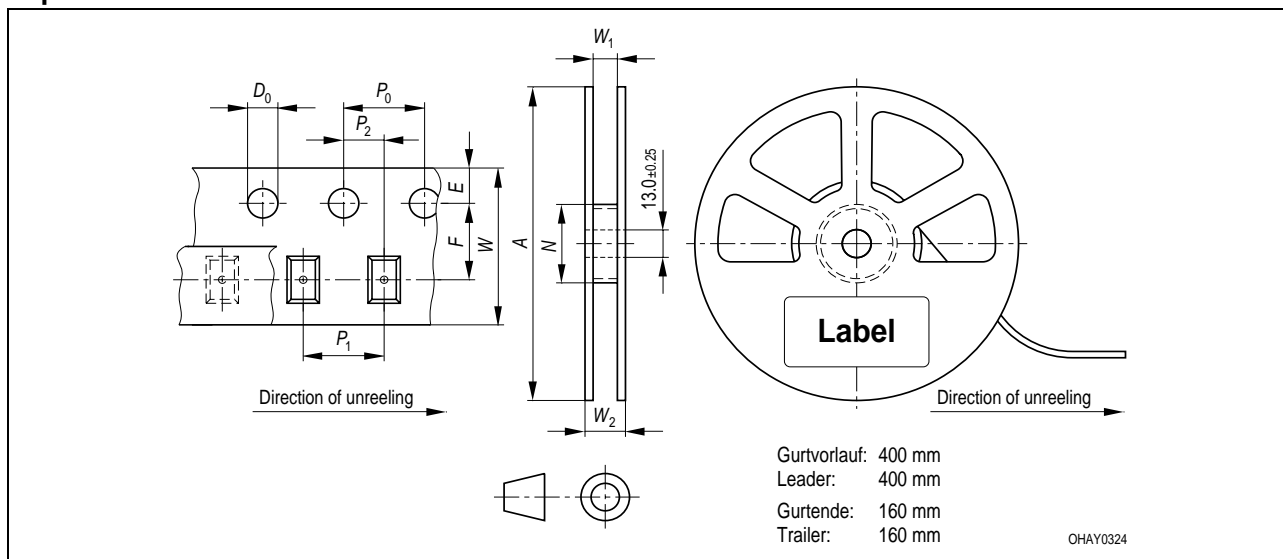 W₁
D₀
P₀
P₂
E
F
W
A
N
13.0±0.25
P₁
Label
Direction of unreeling
W₂
Direction of unreeling
Gurtvorlauf: 400 mm
Leader: 400 mm
Gurtende: 160 mm
Trailer: 160 mm
OHAY0324